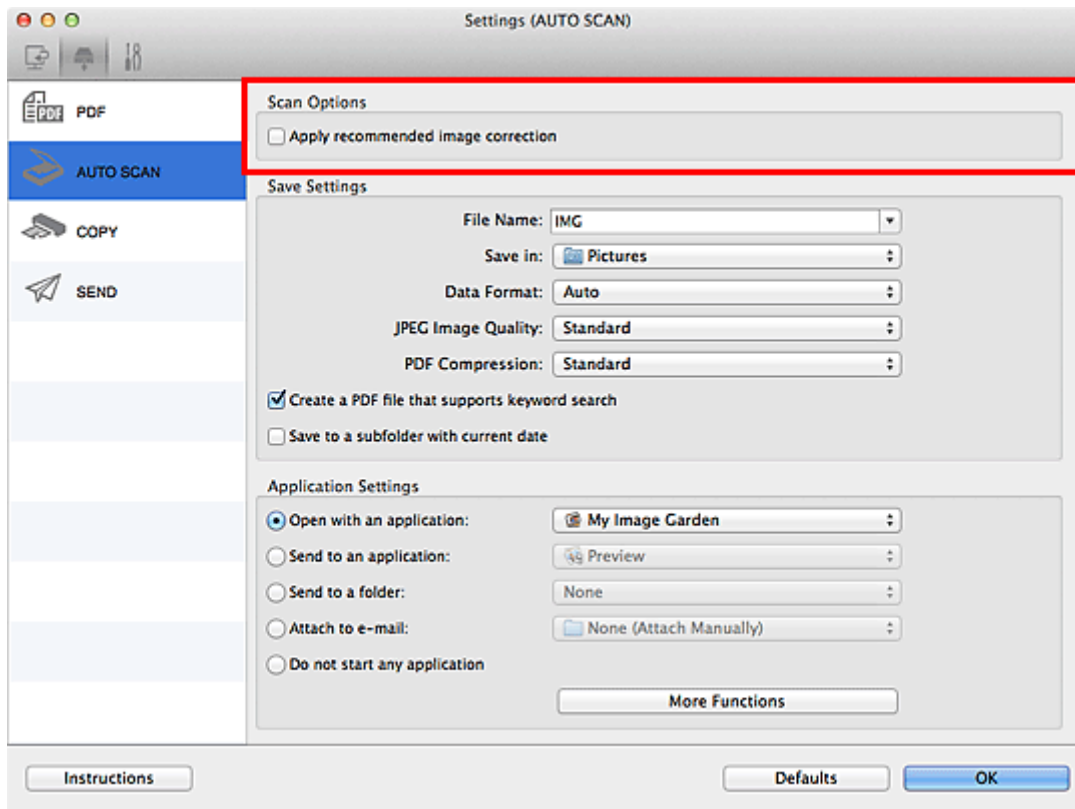 Settings (AUTO SCAN)
PDF
PDF
AUTO SCAN
COPY
SEND
Scan Options
Apply recommended image correction
Save Settings
File Name: IMG
Save in: Pictures
Data Format: Auto
JPEG Image Quality: Standard
PDF Compression: Standard
Create a PDF file that supports keyword search
Save to a subfolder with current date
Application Settings
Open with an application: My Image Garden
Send to an application: Preview
Send to a folder: None
Attach to e-mail: None (Attach Manually)
Do not start any application
More Functions
Instructions
Defaults
OK